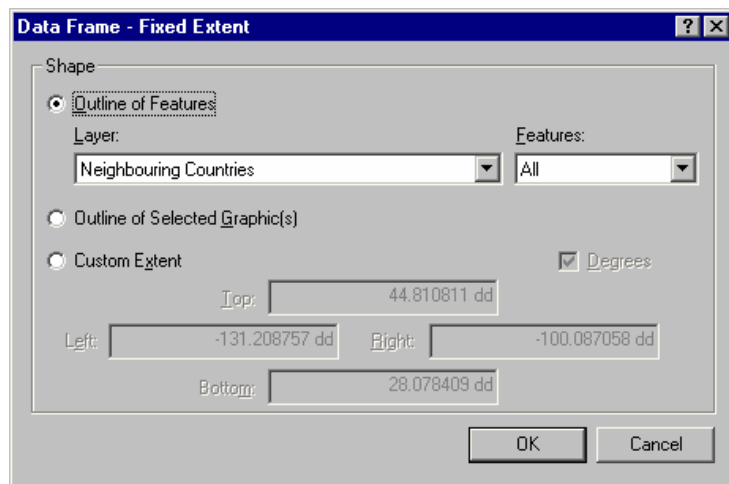 Data Frame - Fixed Extent
Shape
Outline of Features
Layer: Features:
Neighbouring Countries All
Outline of Selected Graphic(s)
Custom Extent Degrees
Top: 44.810811 dd
Left: -131.208757 dd Right: -100.087058 dd
Bottom: 28.078409 dd
OK Cancel